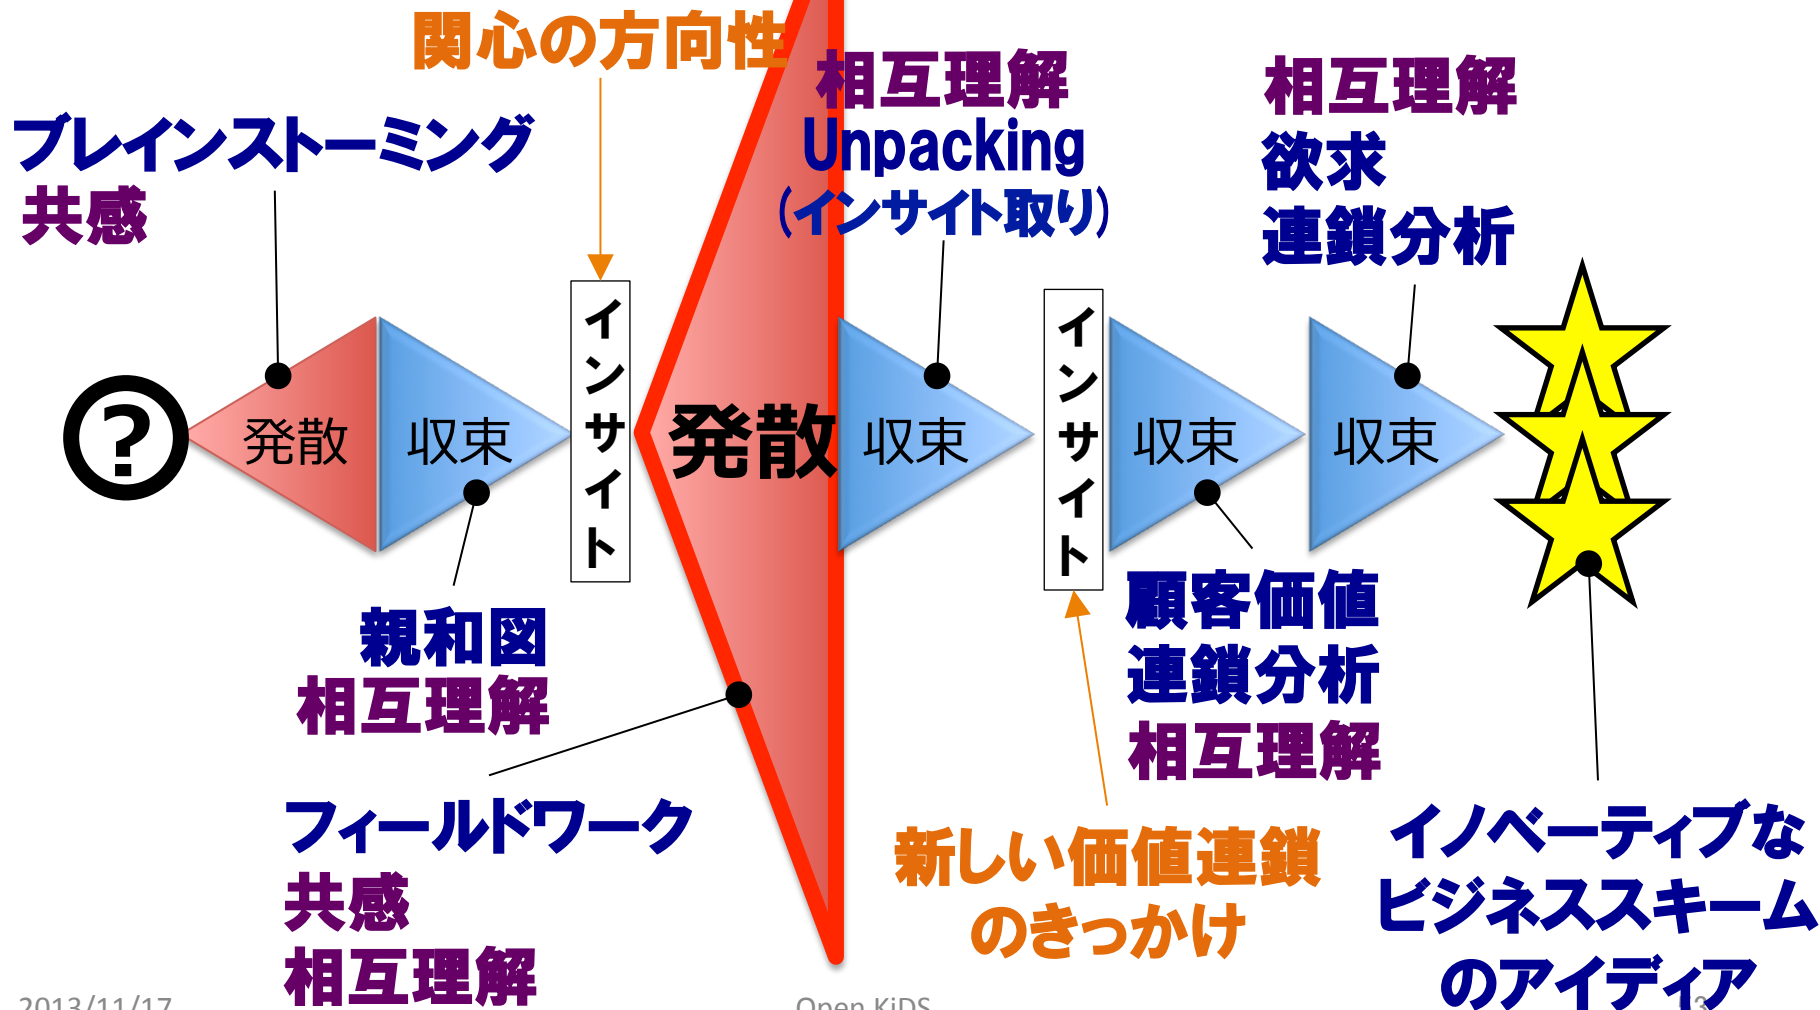 関心の方向性
相互理解
Unpacking
(インサイト取り)
相互理解
欲求
連鎖分析
ブレインストーミング
共感
?
発散
収束
インサイト
発散
収束
インサイト
収束
収束
親和図
相互理解
フィールドワーク
共感
相互理解
顧客価値
連鎖分析
相互理解
新しい価値連鎖
のきっかけ
イノベーティブな
ビジネススキーム
のアイディア
2013/11/17
Open KiDS